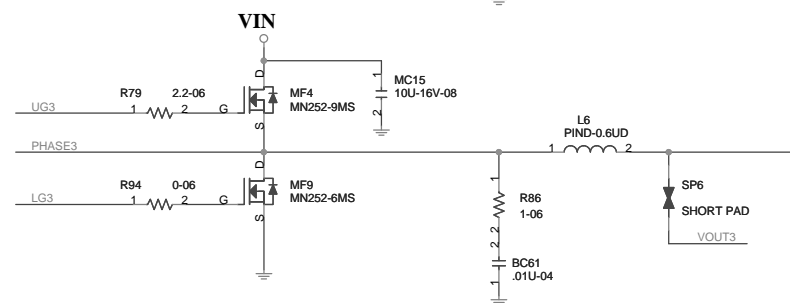 VIN
D
R79 2.2-06
MF4
MN252-9MS
1
MC15
10U-16V-08
UG3
1 2
G
2
S
L6
PIND-0.6UD
PHASE3
1 2
D
1
R94 0-06
MF9
MN252-6MS
LG3
1 2
G
S
R86
1-06
2
SP6
SHORT PAD
VOUT3
2
BC61
.01U-04
1